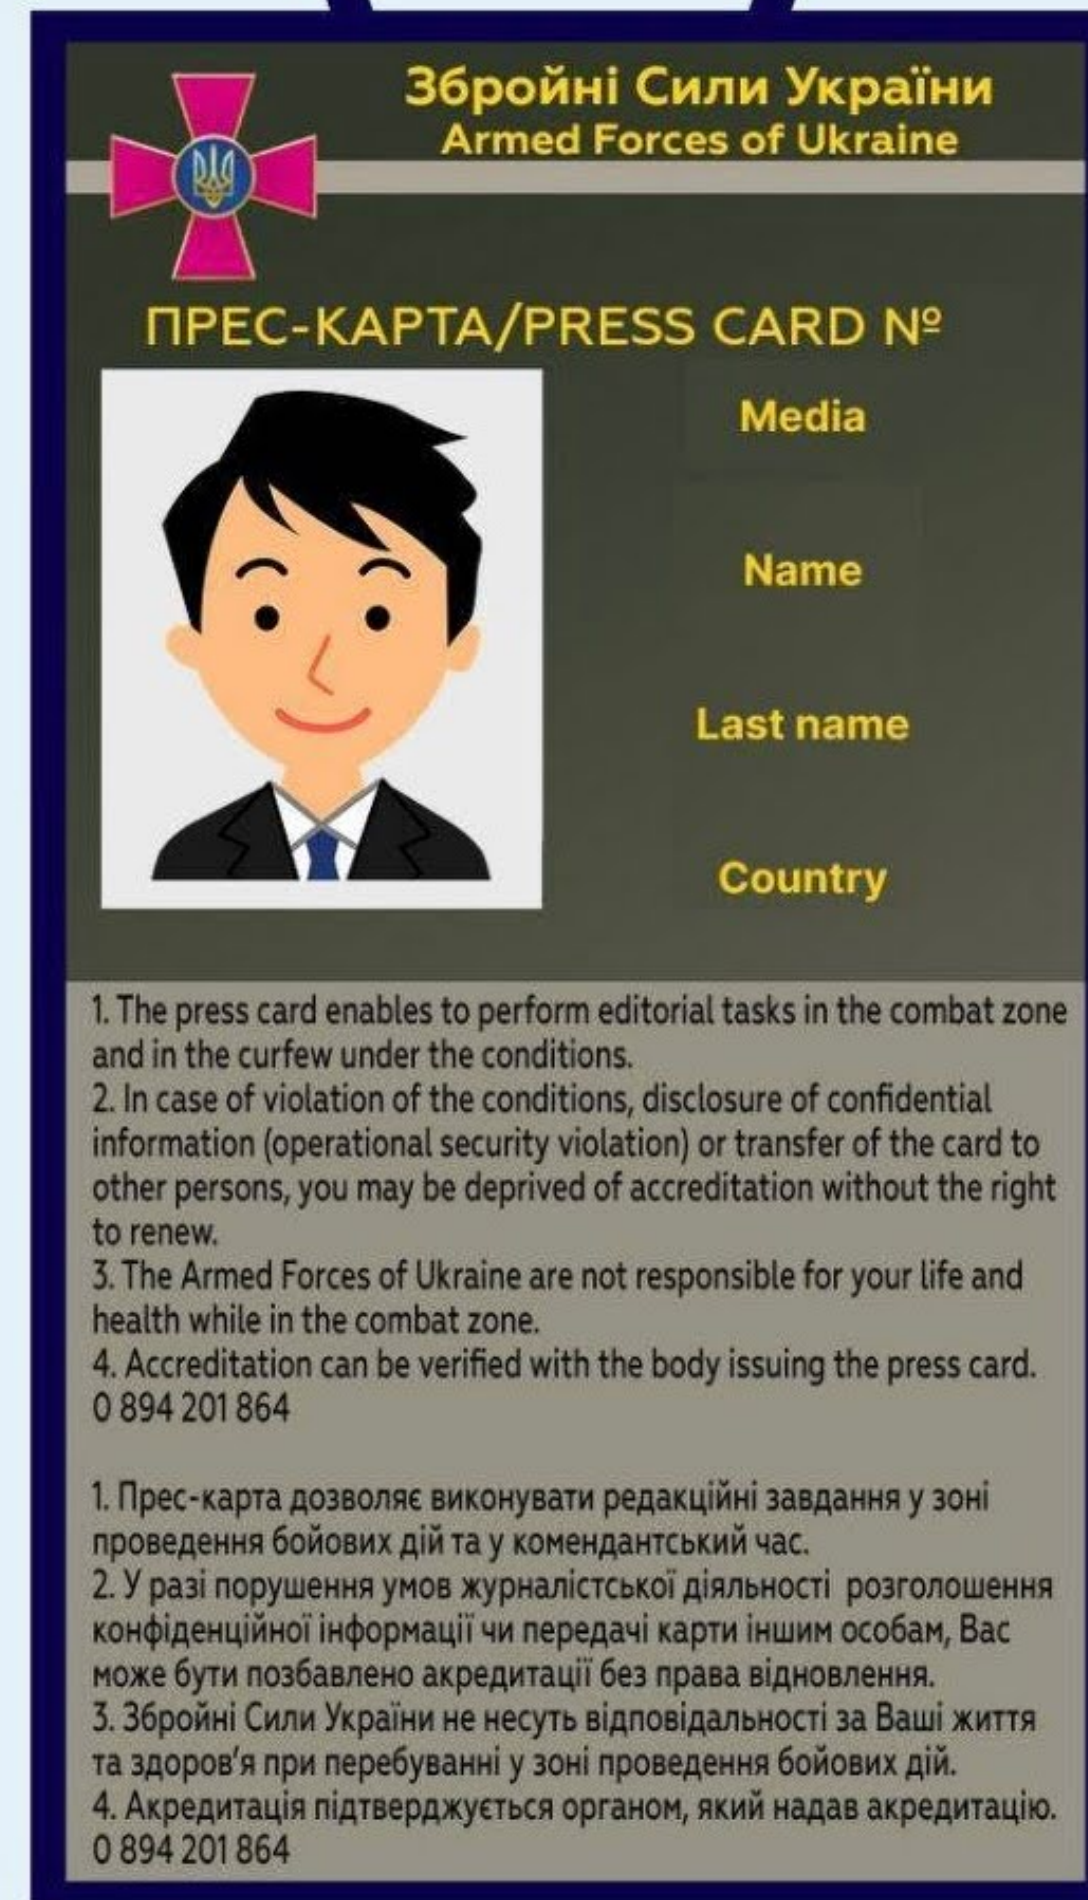 Збройні Сили України
Armed Forces of Ukraine
ПРЕС-КАРТА/PRESS CARD №
Media
Name
Last name
Country
1. The press card enables to perform editorial tasks in the combat zone
and in the curfew under the conditions.
2. In case of violation of the conditions, disclosure of confidential
information (operational security violation) or transfer of the card to
other persons, you may be deprived of accreditation without the right
to renew.
3. The Armed Forces of Ukraine are not responsible for your life and
health while in the combat zone.
4. Accreditation can be verified with the body issuing the press card.
0 894 201 864
1. Прес-карта дозволяє виконувати редакційні завдання у зоні
проведення бойових дій та у комендантський час.
2. У разі порушення умов журналістської діяльності розголошення
конфіденційної інформації чи передачі карти іншим особам, Вас
може бути позбавлено акредитації без права відновлення.
3. Збройні Сили України не несуть відповідальності за Ваші життя
та здоров'я при перебуванні у зоні проведення бойових дій.
4. Акредитація підтверджується органом, який надав акредитацію.
0 894 201 864